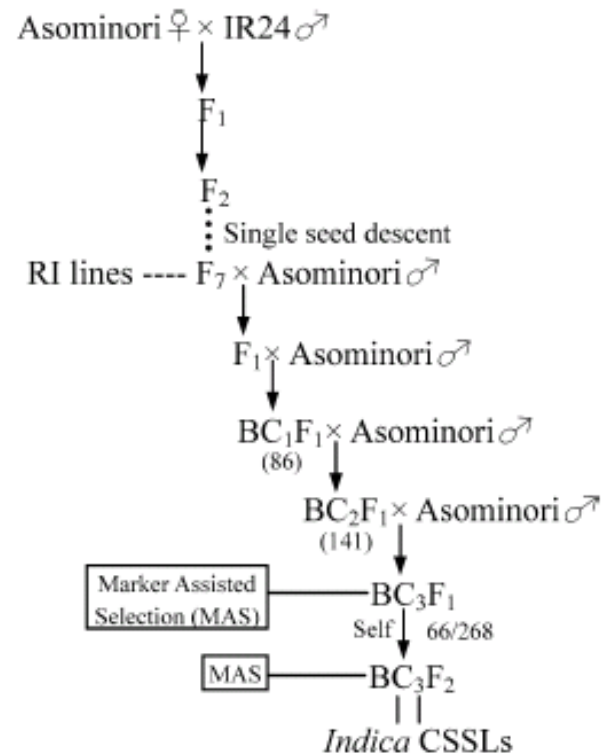 Asominori ♀ × IR24 ♂
F₁
F₂
Single seed descent
RI lines ---- F₇ × Asominori ♂
F₁ × Asominori ♂
BC₁F₁ × Asominori ♂
(86)
BC₂F₁ × Asominori ♂
(141)
Marker Assisted
Selection (MAS)
BC₃F₁
Self 66/268
MAS
BC₃F₂
Indica CSSLs